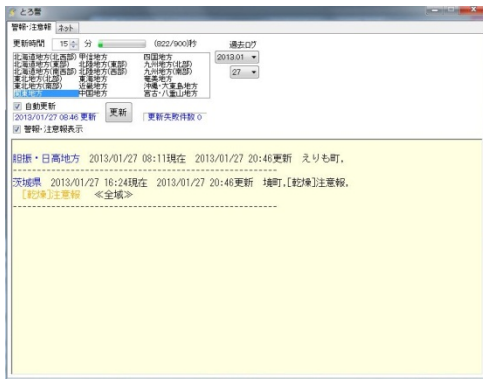 とろ警
警報・注意報 ネット
更新時間 15 分 (822/900)秒 過去ログ
北海道地方(北西部) 甲信地方 四国地方
北海道地方(東部) 北陸地方(東部) 九州地方(北部)
北海道地方(南西部) 北陸地方(西部) 九州地方(南部)
東北地方(北部) 東海地方 奄美地方
東北地方(南部) 近畿地方 沖縄・大東島地方
関東地方 中国地方 宮古・八重山地方
2013.01
27
自動更新
2013/01/27 08:46 更新 更新 更新失敗件数 0
警報・注意報表示
胆振・日高地方 2013/01/27 08:11現在 2013/01/27 20:46更新 えりも町,
茨城県 2013/01/27 16:24現在 2013/01/27 20:46更新 境町,[乾燥]注意報,
[乾燥]注意報 ≪全域≫